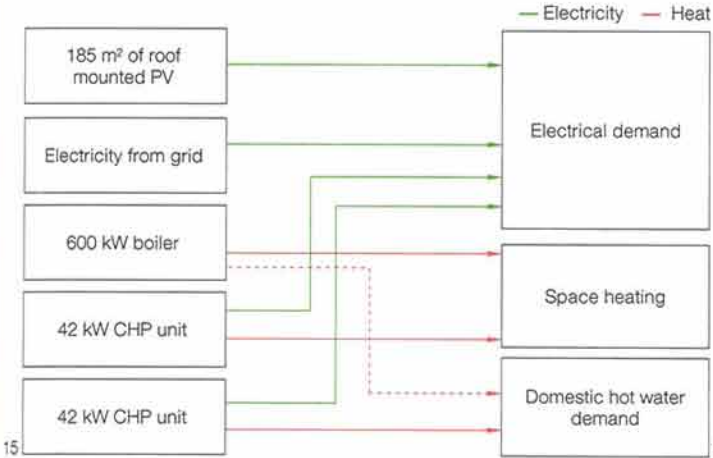 Electricity
Heat
185 m² of roof
mounted PV
Electricity from grid
600 kW boiler
42 kW CHP unit
42 kW CHP unit
Electrical demand
Space heating
Domestic hot water
demand
15